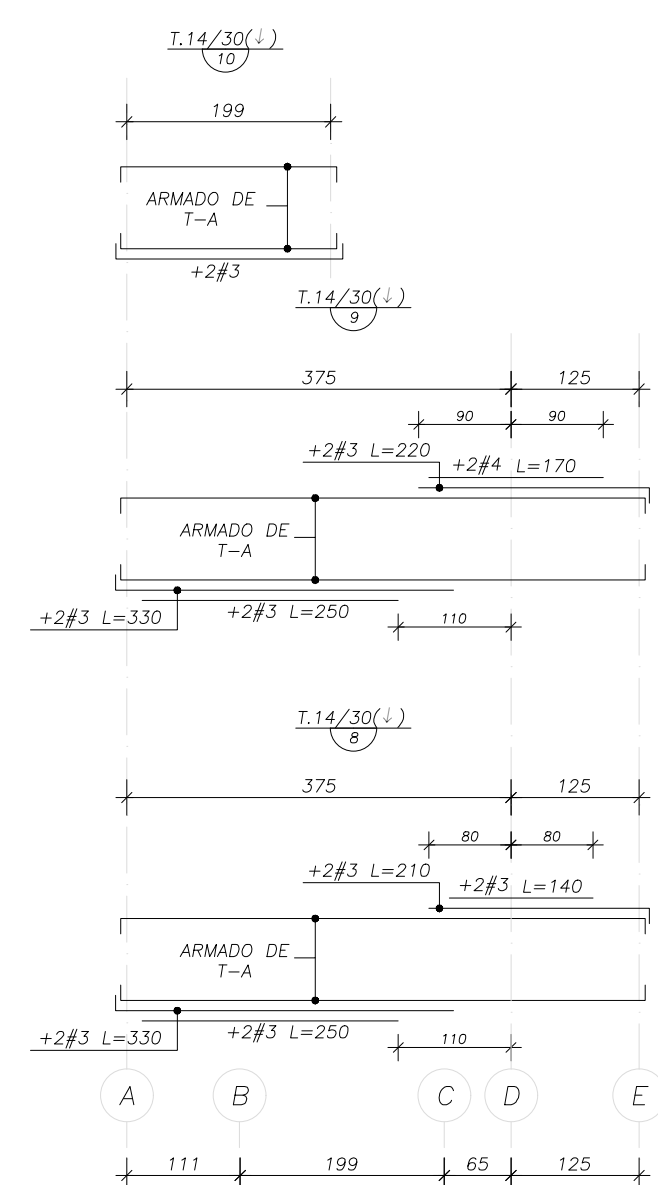 T.14/30(↓)
10
199
ARMADO DE
T-A
+2#3
T.14/30(↓)
9
375 125
90 90
+2#3 L=220
+2#4 L=170
ARMADO DE
T-A
+2#3 L=250
+2#3 L=330
110
T.14/30(↓)
8
375 125
80 80
+2#3 L=210
+2#3 L=140
ARMADO DE
T-A
+2#3 L=250
+2#3 L=330
110
A B C D E
111 199 65 125